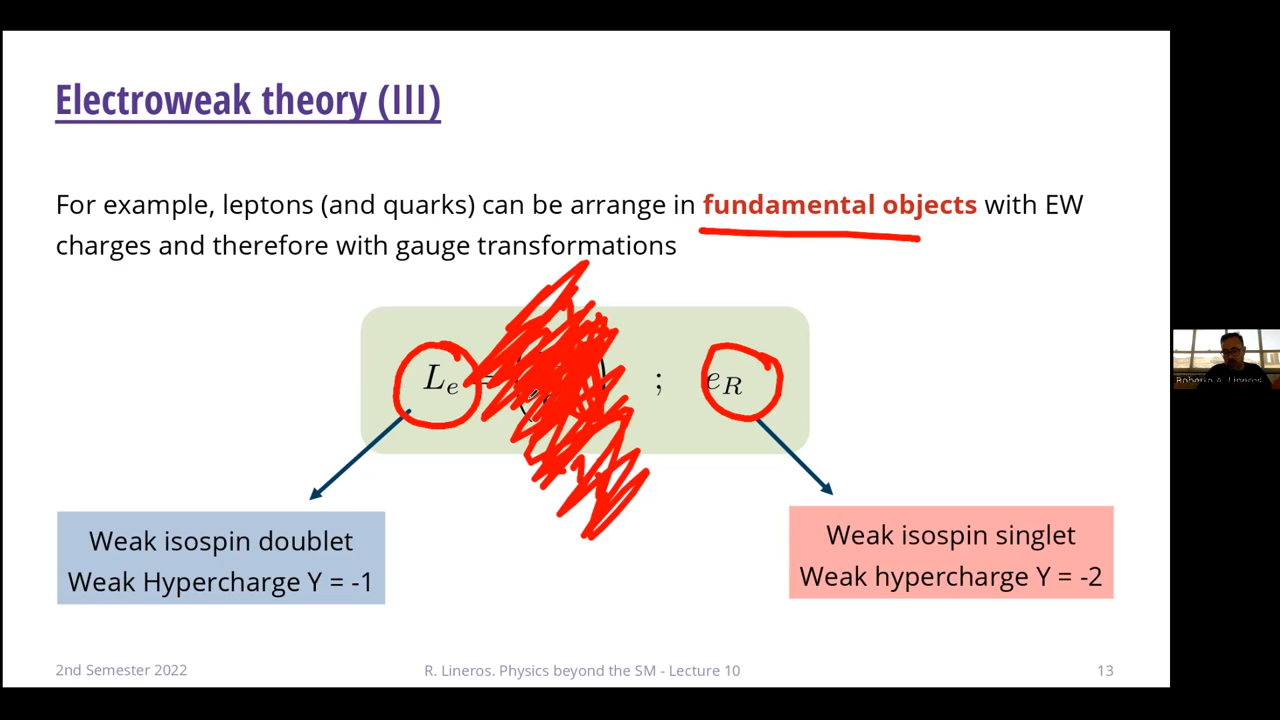 Electroweak theory (III)
For example, leptons (and quarks) can be arrange in fundamental objects with EW
charges and therefore with gauge transformations
L_e = ; e_R
Weak isospin doublet
Weak Hypercharge Y = -1
Weak isospin singlet
Weak hypercharge Y = -2
Roberto A. Lineros
2nd Semester 2022
R. Lineros. Physics beyond the SM - Lecture 10
13